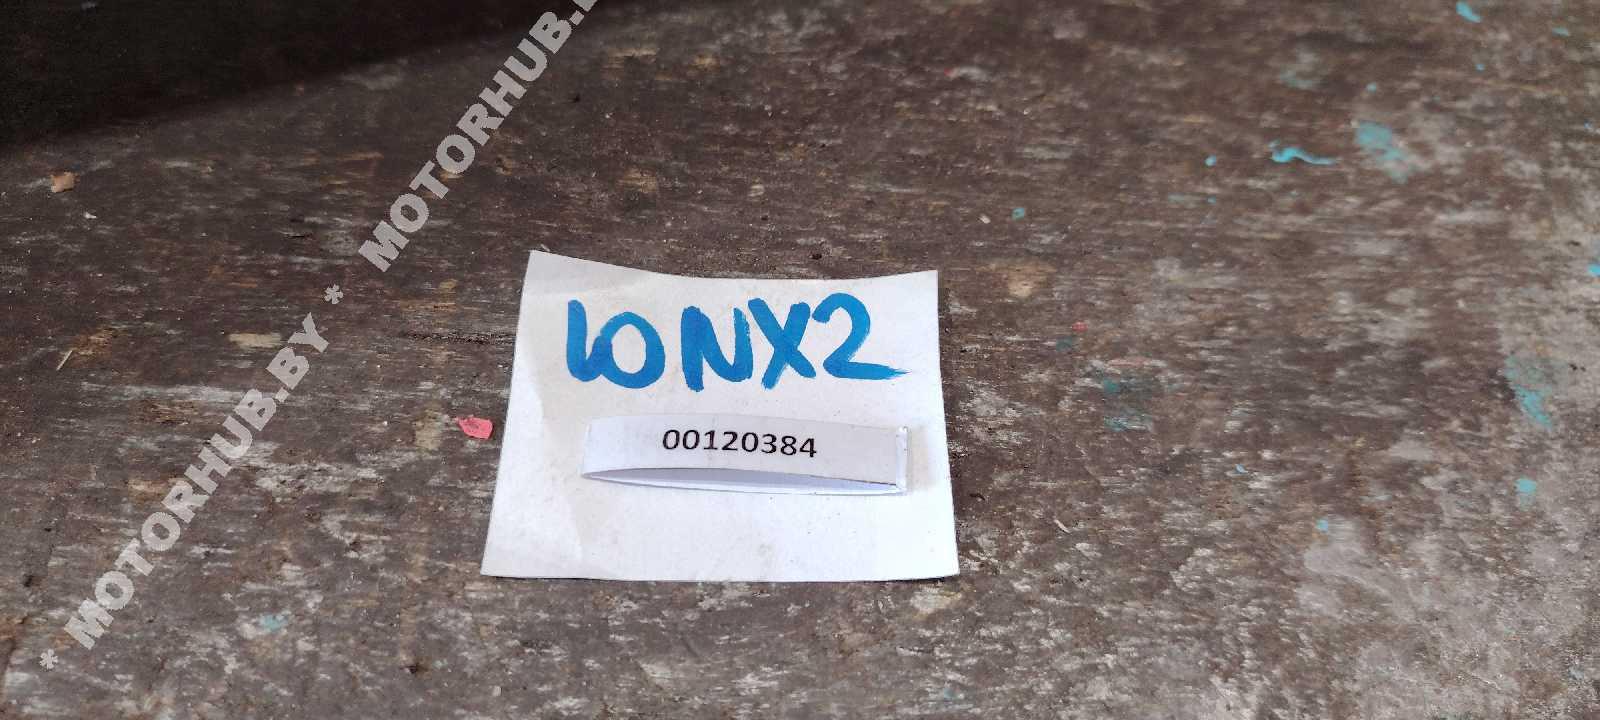 * MOTORHUB.BY * MOTORHUB.
10NX2
00120384